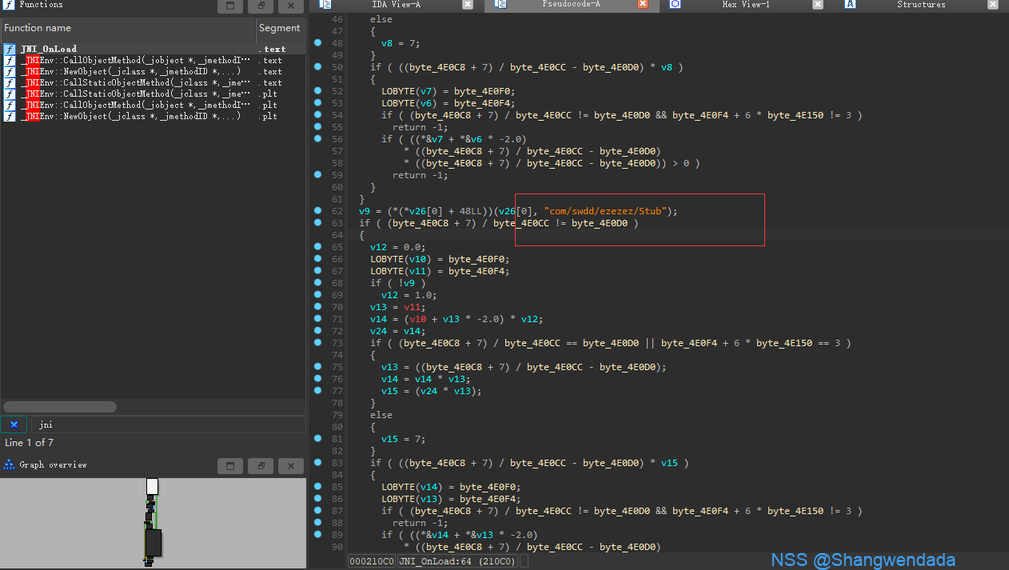 Functions
IDA View-A
Pseudocode-A
Hex View-1
Structures
Function name
Segment
JNI_OnLoad .text
_JNIEnv::CallObjectMethod(_jobject *,_jmethodI… .text
_JNIEnv::NewObject(_jclass *,_jmethodID *,...) .text
_JNIEnv::CallStaticObjectMethod(_jclass *,_jme… .text
_JNIEnv::CallStaticObjectMethod(_jclass *,_jme… .plt
_JNIEnv::CallObjectMethod(_jobject *,_jmethodI… .plt
_JNIEnv::NewObject(_jclass *,_jmethodID *,...) .plt
jni
Line 1 of 7
Graph overview
46 else
47 {
48 v8 = 7;
49 }
50 if ( ((byte_4E0C8 + 7) / byte_4E0CC - byte_4E0D0) * v8 )
51 {
52 LOBYTE(v7) = byte_4E0F0;
53 LOBYTE(v6) = byte_4E0F4;
54 if ( (byte_4E0C8 + 7) / byte_4E0CC != byte_4E0D0 && byte_4E0F4 + 6 * byte_4E150 != 3 )
55 return -1;
56 if ( ((*&v7 + *&v6 * -2.0)
57 * ((byte_4E0C8 + 7) / byte_4E0CC - byte_4E0D0)
58 * ((byte_4E0C8 + 7) / byte_4E0CC - byte_4E0D0)) > 0 )
59 return -1;
60 }
61 }
62 v9 = (*(*v26[0] + 48LL))(v26[0], "com/swdd/ezezez/Stub");
63 if ( (byte_4E0C8 + 7) / byte_4E0CC != byte_4E0D0 )
64 {
65 v12 = 0.0;
66 LOBYTE(v10) = byte_4E0F0;
67 LOBYTE(v11) = byte_4E0F4;
68 if ( !v9 )
69 v12 = 1.0;
70 v13 = v11;
71 v14 = (v10 + v13 * -2.0) * v12;
72 v24 = v14;
73 if ( (byte_4E0C8 + 7) / byte_4E0CC == byte_4E0D0 || byte_4E0F4 + 6 * byte_4E150 == 3 )
74 {
75 v13 = ((byte_4E0C8 + 7) / byte_4E0CC - byte_4E0D0);
76 v14 = v14 * v13;
77 v15 = (v24 * v13);
78 }
79 else
80 {
81 v15 = 7;
82 }
83 if ( ((byte_4E0C8 + 7) / byte_4E0CC - byte_4E0D0) * v15 )
84 {
85 LOBYTE(v14) = byte_4E0F0;
86 LOBYTE(v13) = byte_4E0F4;
87 if ( (byte_4E0C8 + 7) / byte_4E0CC != byte_4E0D0 && byte_4E0F4 + 6 * byte_4E150 != 3 )
88 return -1;
89 if ( ((*&v14 + *&v13 * -2.0)
90 * ((byte_4E0C8 + 7) / byte_4E0CC - byte_4E0D0)
000210C0 JNI_OnLoad:64 (210C0)
NSS @Shangwendada